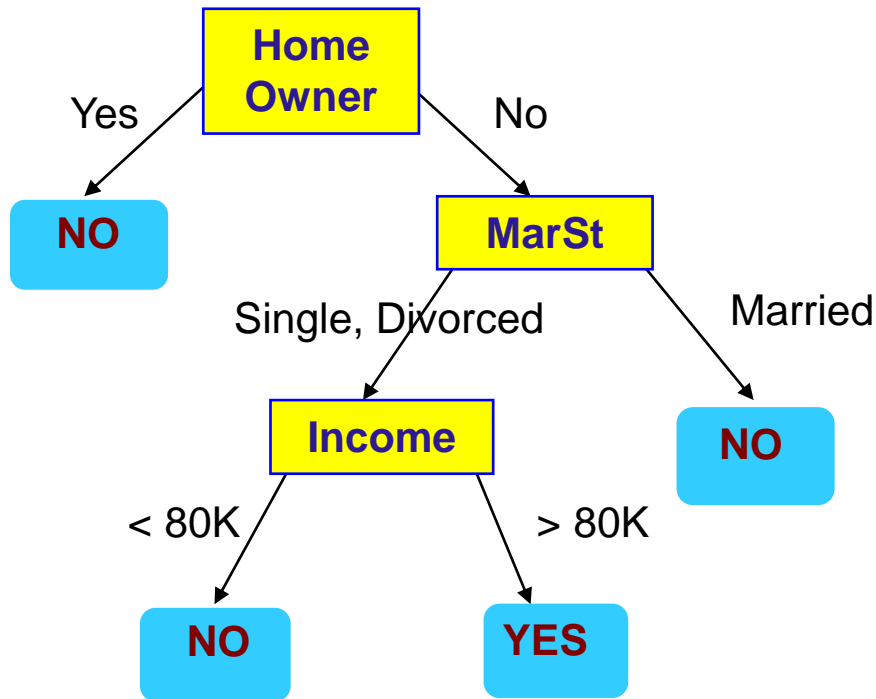 Home
Owner
Yes
No
NO
MarSt
Single, Divorced
Married
Income
NO
< 80K
> 80K
NO
YES